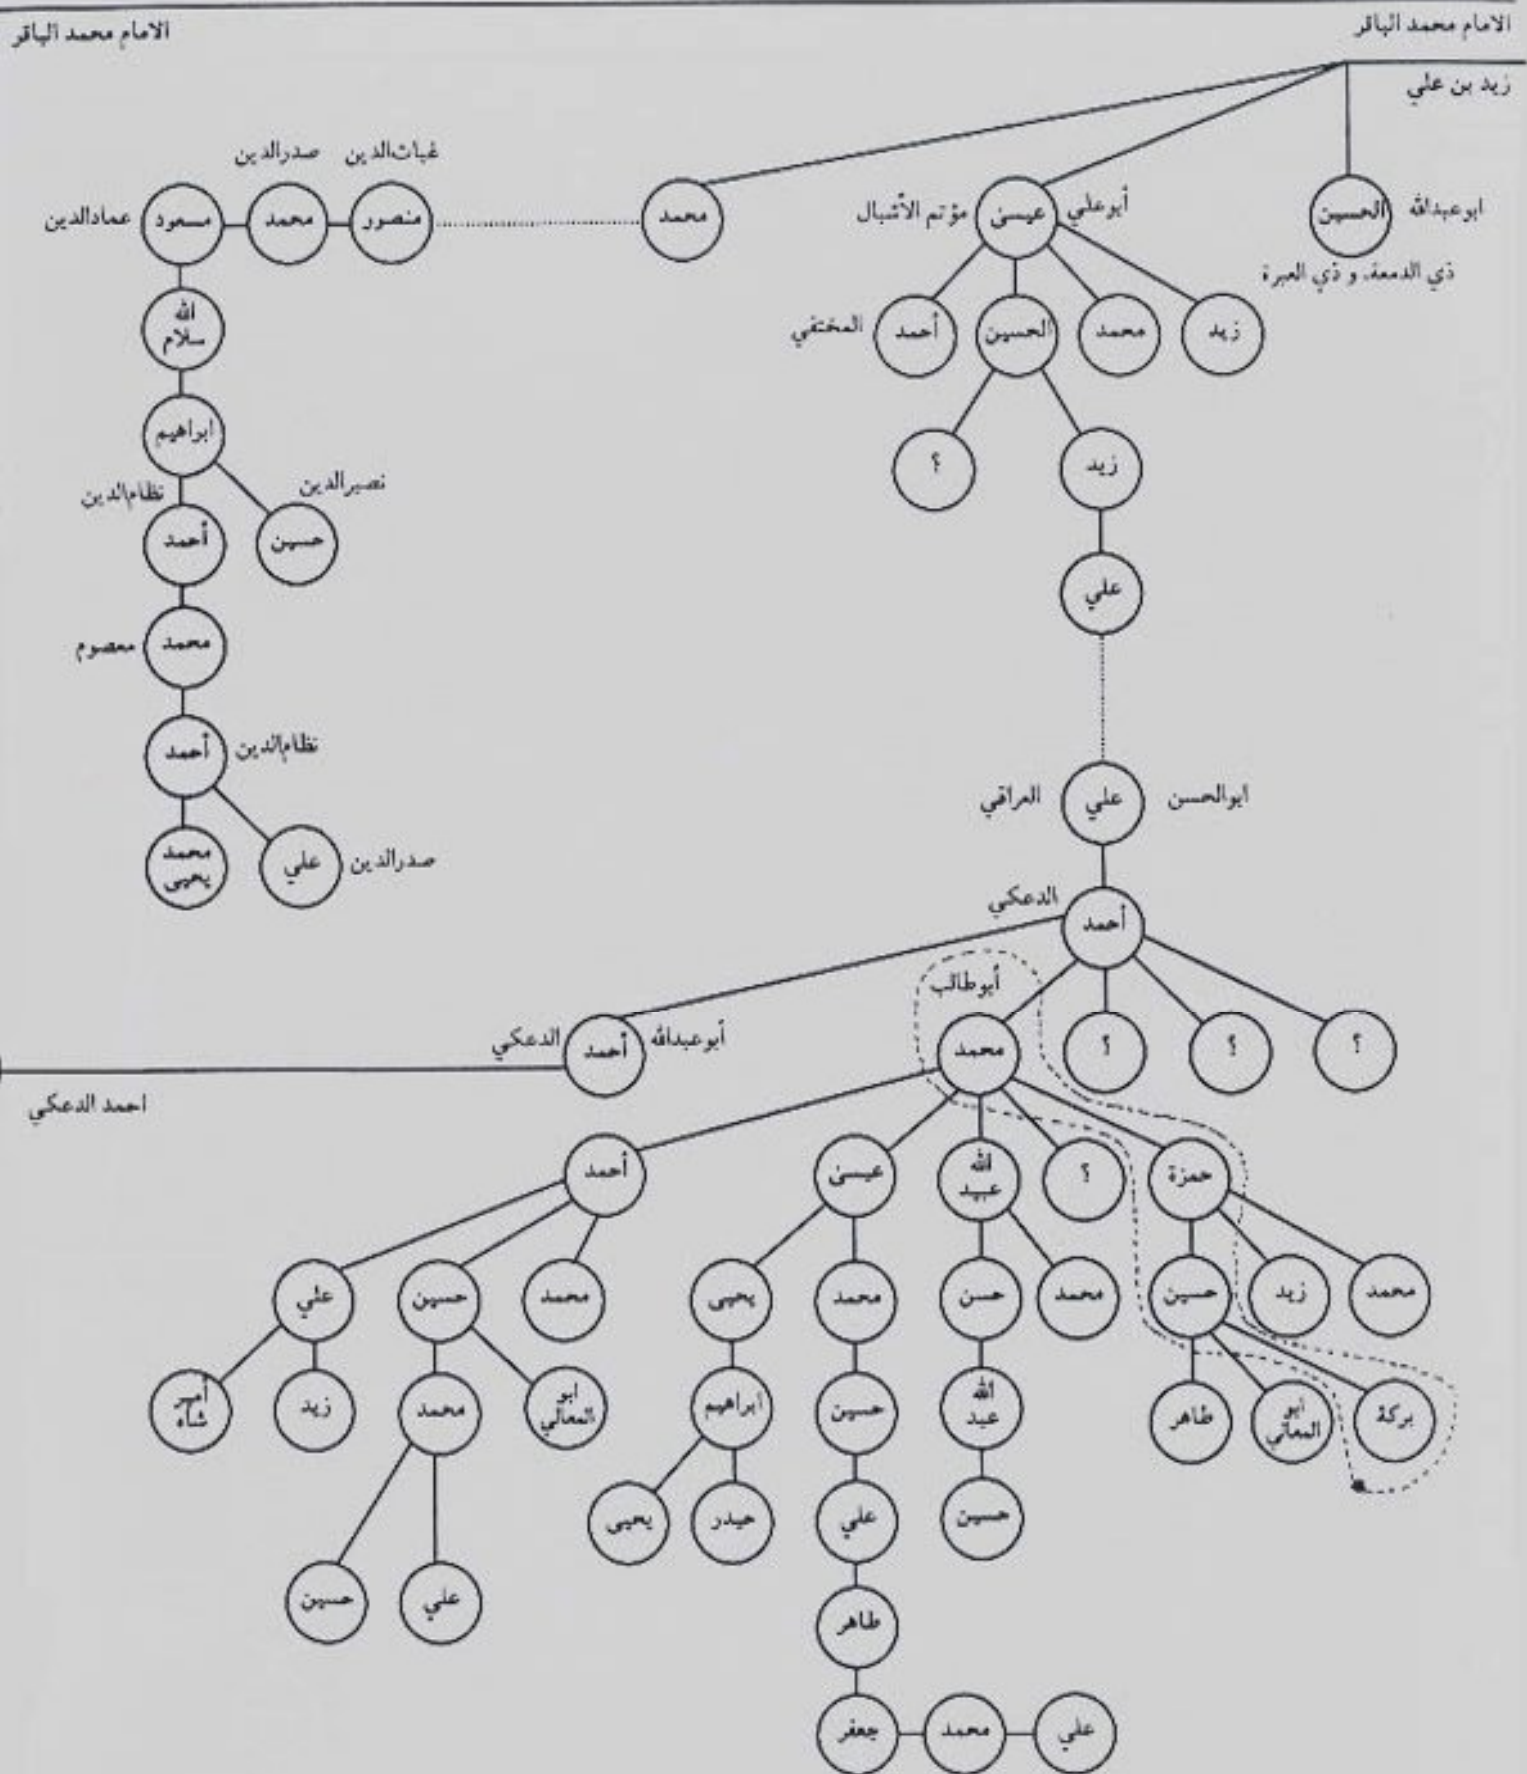 الامام محمد الباقر
الامام محمد الباقر
زيد بن علي
ابوعبدالله
الحسين
ذي الدمعة و ذي العبرة
أبوعلي
عيسى
مؤتم الأشبال
محمد
غياث‌الدين
صدرالدين
منصور
محمد
مسعود
عمادالدين
زيد
محمد
الحسين
أحمد
المختفي
الله
سلام
زيد
؟
ابراهيم
نصيرالدين
نظام‌الدين
حسين
أحمد
علي
محمد
معصوم
نظام‌الدين
أحمد
ابوالحسن
علي
العراقي
صدرالدين
علي
محمد
يحيى
الدعكي
أحمد
أبوطالب
؟
؟
؟
محمد
أبوعبدالله
أحمد
الدعكي
احمد الدعكي
حمزة
؟
الله
عبيد
عيسى
أحمد
محمد
زيد
حسين
محمد
حسن
محمد
يحيى
محمد
حسين
علي
بركة
ابو
المعالي
طاهر
الله
عبد
حسين
ابراهيم
ابو
المعالي
محمد
زيد
أمير
شاه
حسين
علي
حيدر
يحيى
علي
حسين
طاهر
علي
محمد
جعفر